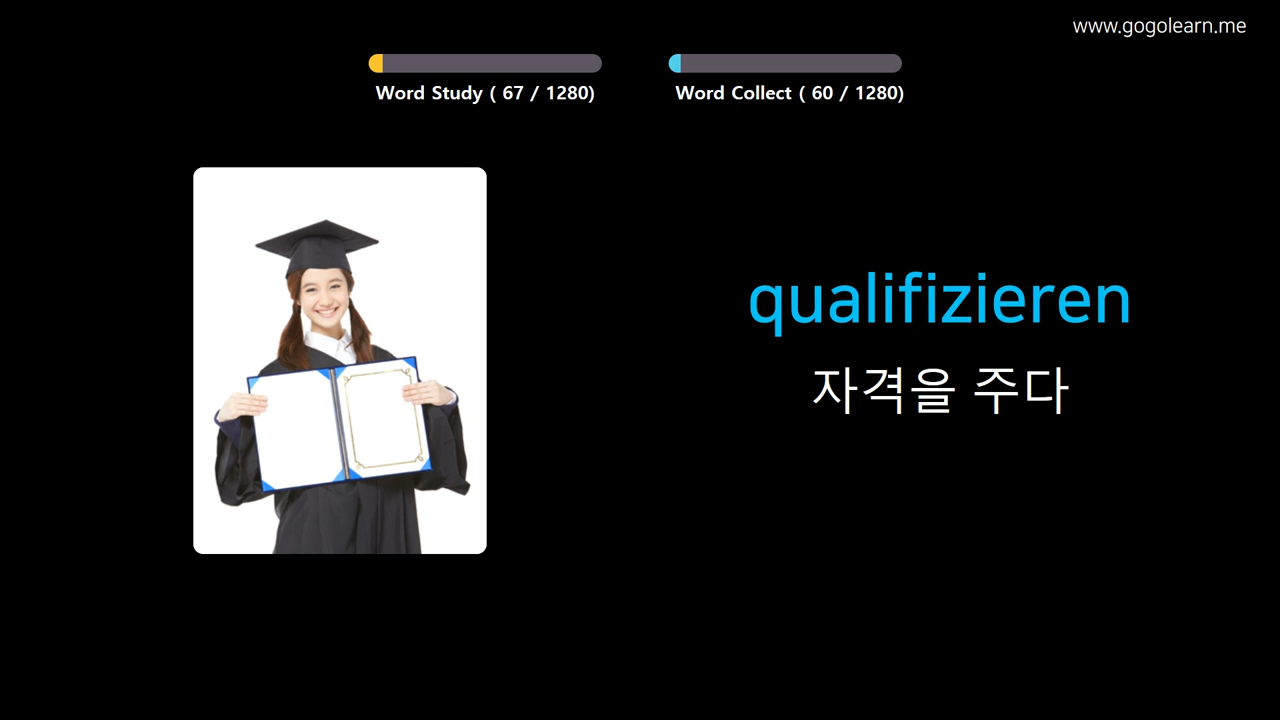 www.gogolearn.me
Word Study ( 67 / 1280)
Word Collect ( 60 / 1280)
qualifizieren
자격을 주다